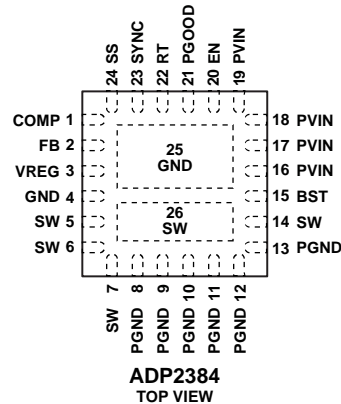 24 SS
23 SYNC
22 RT
21 PGOOD
20 EN
19 PVIN
COMP 1
FB 2
VREG 3
GND 4
SW 5
SW 6
18 PVIN
17 PVIN
16 PVIN
15 BST
14 SW
13 PGND
25
GND
26
SW
SW 7
PGND 8
PGND 9
PGND 10
PGND 11
PGND 12
ADP2384
TOP VIEW